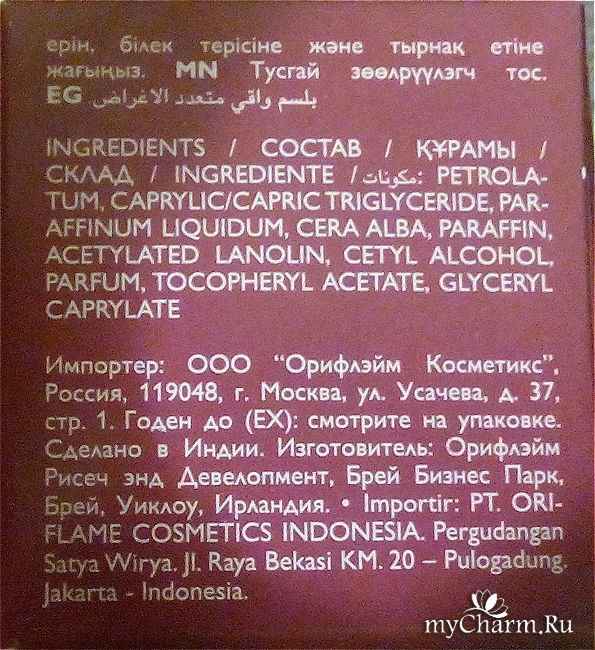 ерін, білек терісіне және тырнақ етіне
жағыңыз. MN Тусгай зөөлрүүлэгч тос.
EG بلسم واقي متعدد الاغراض
INGREDIENTS / СОСТАВ / ҚҰРАМЫ /
СКЛАД / INGREDIENTE / مكونات: PETROLA-
TUM, CAPRYLIC/CAPRIC TRIGLYCERIDE, PAR-
AFFINUM LIQUIDUM, CERA ALBA, PARAFFIN,
ACETYLATED LANOLIN, CETYL ALCOHOL,
PARFUM, TOCOPHERYL ACETATE, GLYCERYL
CAPRYLATE
Импортер: ООО “Орифлэйм Косметикс”,
Россия, 119048, г. Москва, ул. Усачева, д. 37,
стр. 1. Годен до (EX): смотрите на упаковке.
Сделано в Индии. Изготовитель: Орифлэйм
Рисеч энд Девелопмент, Брей Бизнес Парк,
Брей, Уиклоу, Ирландия. • Importir: PT. ORI-
FLAME COSMETICS INDONESIA. Pergudangan
Satya Wirya. Jl. Raya Bekasi KM. 20 – Pulogadung.
Jakarta - Indonesia.
myCharm.Ru